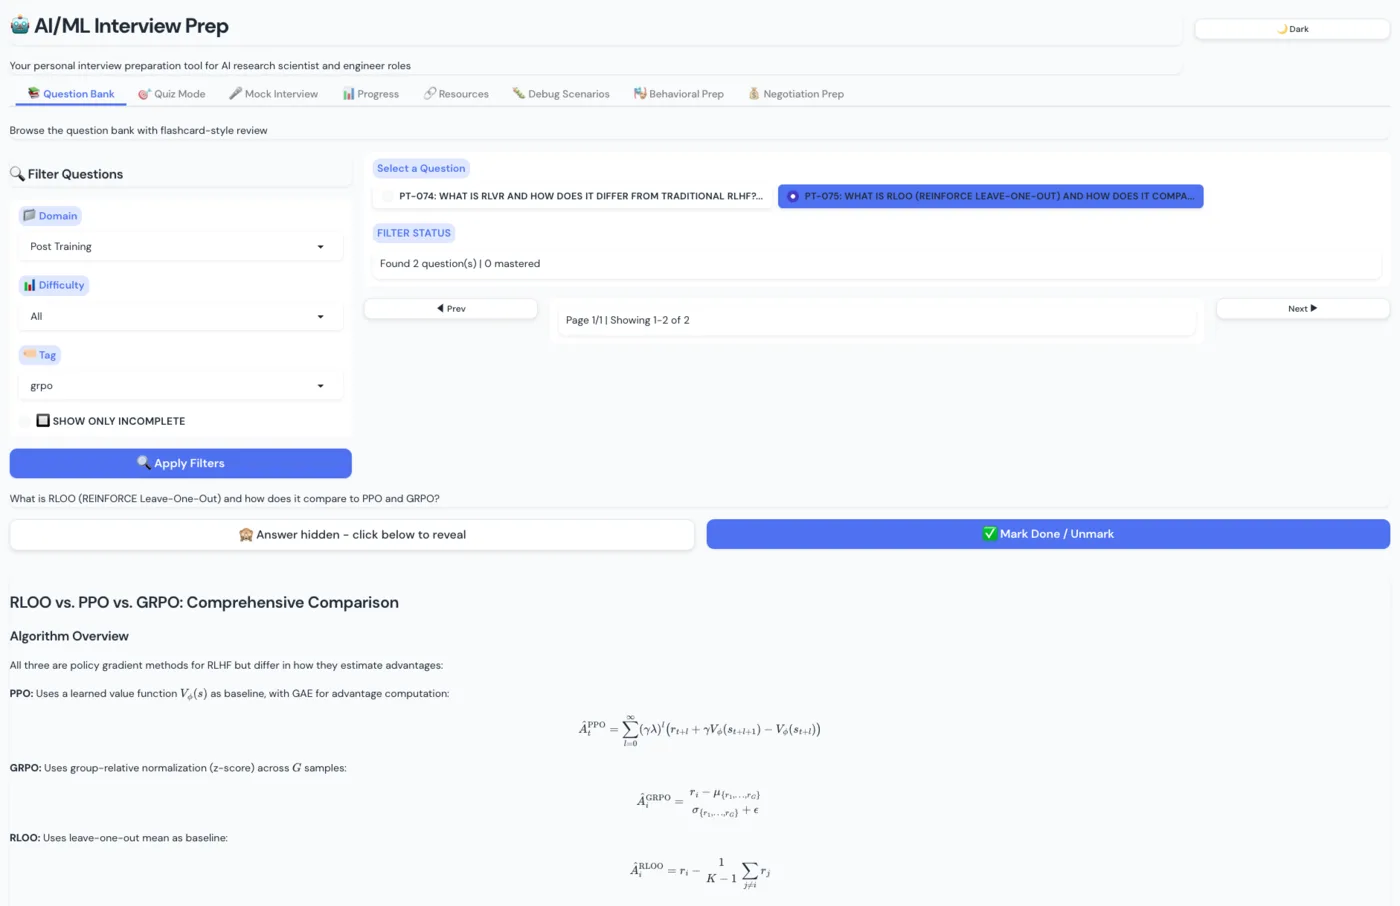 AI/ML Interview Prep
Dark
Your personal interview preparation tool for AI research scientist and engineer roles
Question Bank Quiz Mode Mock Interview Progress Resources Debug Scenarios Behavioral Prep Negotiation Prep
Browse the question bank with flashcard-style review
Filter Questions
Domain
Post Training
Difficulty
All
Tag
grpo
SHOW ONLY INCOMPLETE
Apply Filters
Select a Question
PT-074: WHAT IS RLVR AND HOW DOES IT DIFFER FROM TRADITIONAL RLHF?...
PT-075: WHAT IS RLOO (REINFORCE LEAVE-ONE-OUT) AND HOW DOES IT COMPA...
FILTER STATUS
Found 2 question(s) | 0 mastered
◀ Prev
Page 1/1 | Showing 1-2 of 2
Next ▶
What is RLOO (REINFORCE Leave-One-Out) and how does it compare to PPO and GRPO?
Answer hidden - click below to reveal
Mark Done / Unmark
RLOO vs. PPO vs. GRPO: Comprehensive Comparison
Algorithm Overview
All three are policy gradient methods for RLHF but differ in how they estimate advantages:
PPO: Uses a learned value function V_ϕ(s) as baseline, with GAE for advantage computation:
Â_t^PPO = ∑_{l=0}^{∞} (γλ)^l (r_{t+l} + γV_ϕ(s_{t+l+1}) − V_ϕ(s_{t+l}))
GRPO: Uses group-relative normalization (z-score) across G samples:
Â_i^GRPO = (r_i − μ_{{r_1,…,r_G}}) / (σ_{{r_1,…,r_G}} + ϵ)
RLOO: Uses leave-one-out mean as baseline:
Â_i^RLOO = r_i − 1/(K − 1) ∑_{j≠i} r_j